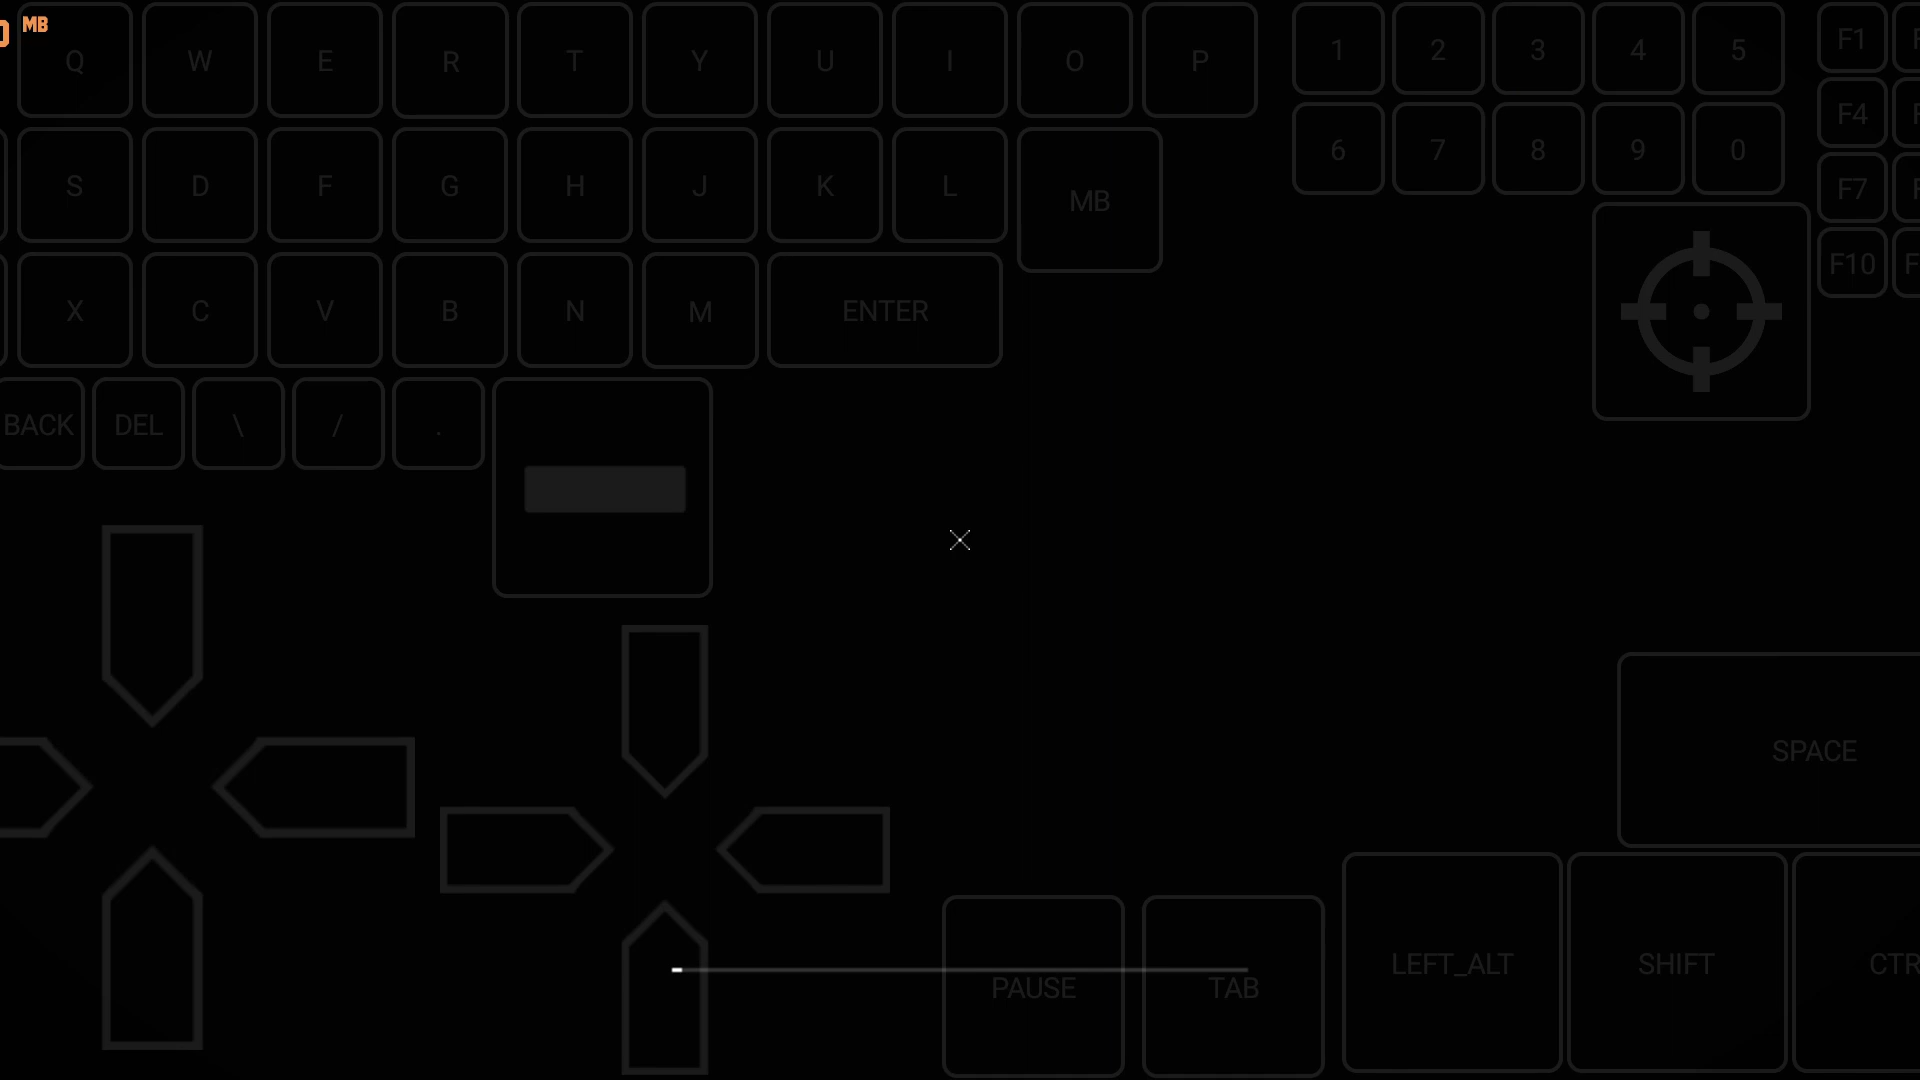 MB
Q W E R T Y U I O P 1 2 3 4 5 F1
S D F G H J K L MB 6 7 8 9 0 F4
F7
X C V B N M ENTER F10
BACK DEL \ / .
SPACE
PAUSE TAB LEFT_ALT SHIFT CTR